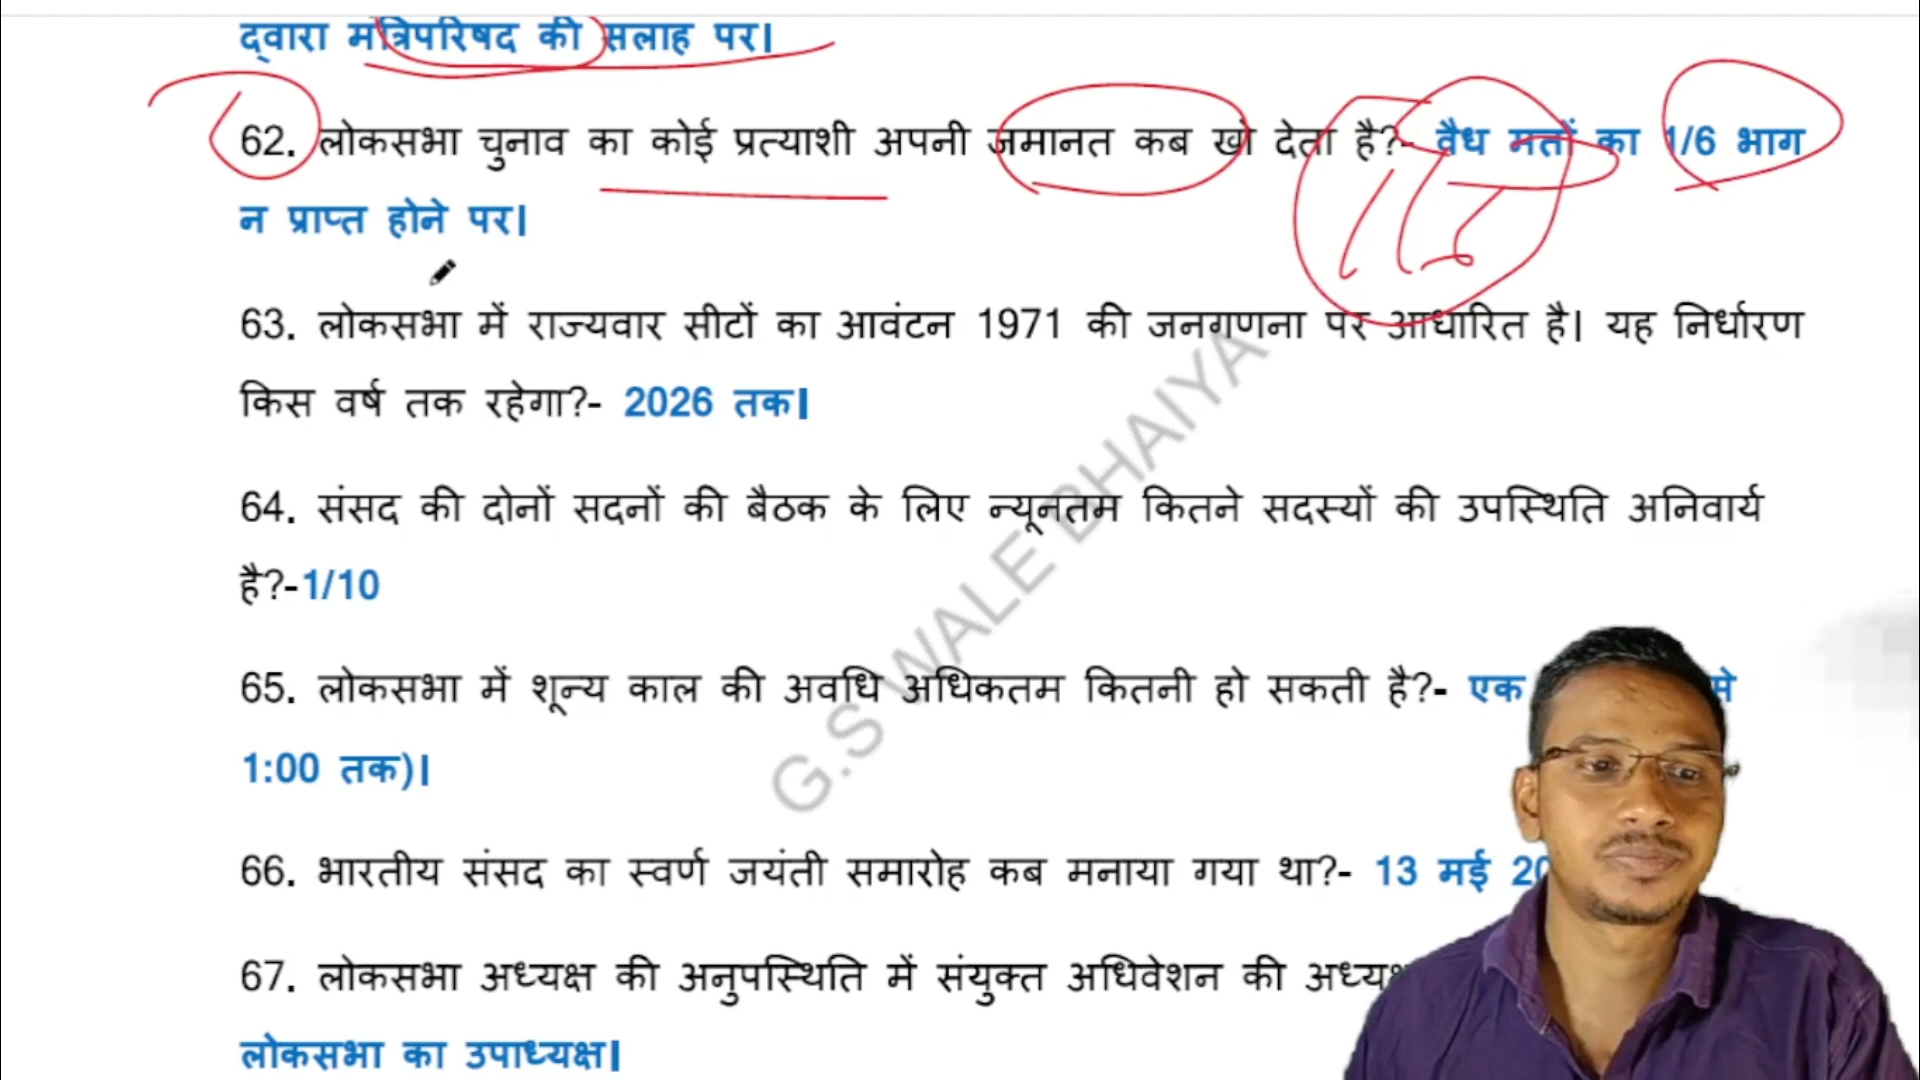 द्वारा मंत्रिपरिषद की सलाह पर।
62. लोकसभा चुनाव का कोई प्रत्याशी अपनी जमानत कब खो देता है?- वैध मतों का 1/6 भाग
न प्राप्त होने पर।
63. लोकसभा में राज्यवार सीटों का आवंटन 1971 की जनगणना पर आधारित है। यह निर्धारण
किस वर्ष तक रहेगा?- 2026 तक।
64. संसद की दोनों सदनों की बैठक के लिए न्यूनतम कितने सदस्यों की उपस्थिति अनिवार्य
है?-1/10
65. लोकसभा में शून्य काल की अवधि अधिकतम कितनी हो सकती है?- एक से
1:00 तक)।
66. भारतीय संसद का स्वर्ण जयंती समारोह कब मनाया गया था?- 13 मई
67. लोकसभा अध्यक्ष की अनुपस्थिति में संयुक्त अधिवेशन की
लोकसभा का उपाध्यक्ष।
G.S WALE BHAIYA